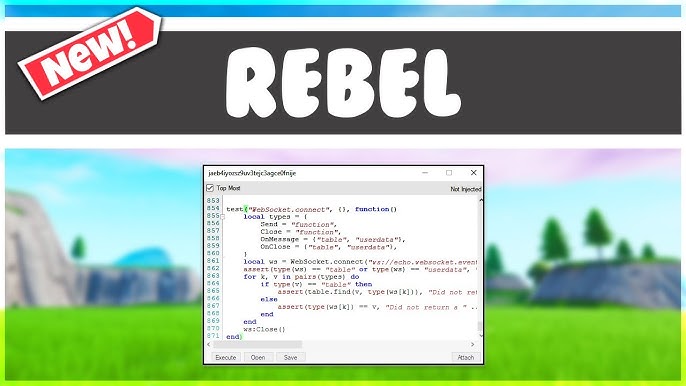 New!
REBEL
jaeb4iyozsz9uv3tejc3agce0fnije
Top Most
Not Injected
853
854 test("WebSocket.connect", {}, function()
855 local types = {
856 Send = "function",
857 Close = "function",
858 OnMessage = {"table", "userdata"},
859 OnClose = {"table", "userdata"},
860 }
861 local ws = WebSocket.connect("ws://echo.websocket.even
862 assert(type(ws) == "table" or type(ws) == "userdata", "
863 for k, v in pairs(types) do
864 if type(v) == "table" then
865 assert(table.find(v, type(ws[k])), "Did not re
866 else
867 assert(type(ws[k]) == v, "Did not return a " ..
868 end
869 end
870 ws:Close()
871 end)
Execute Open Save Attach